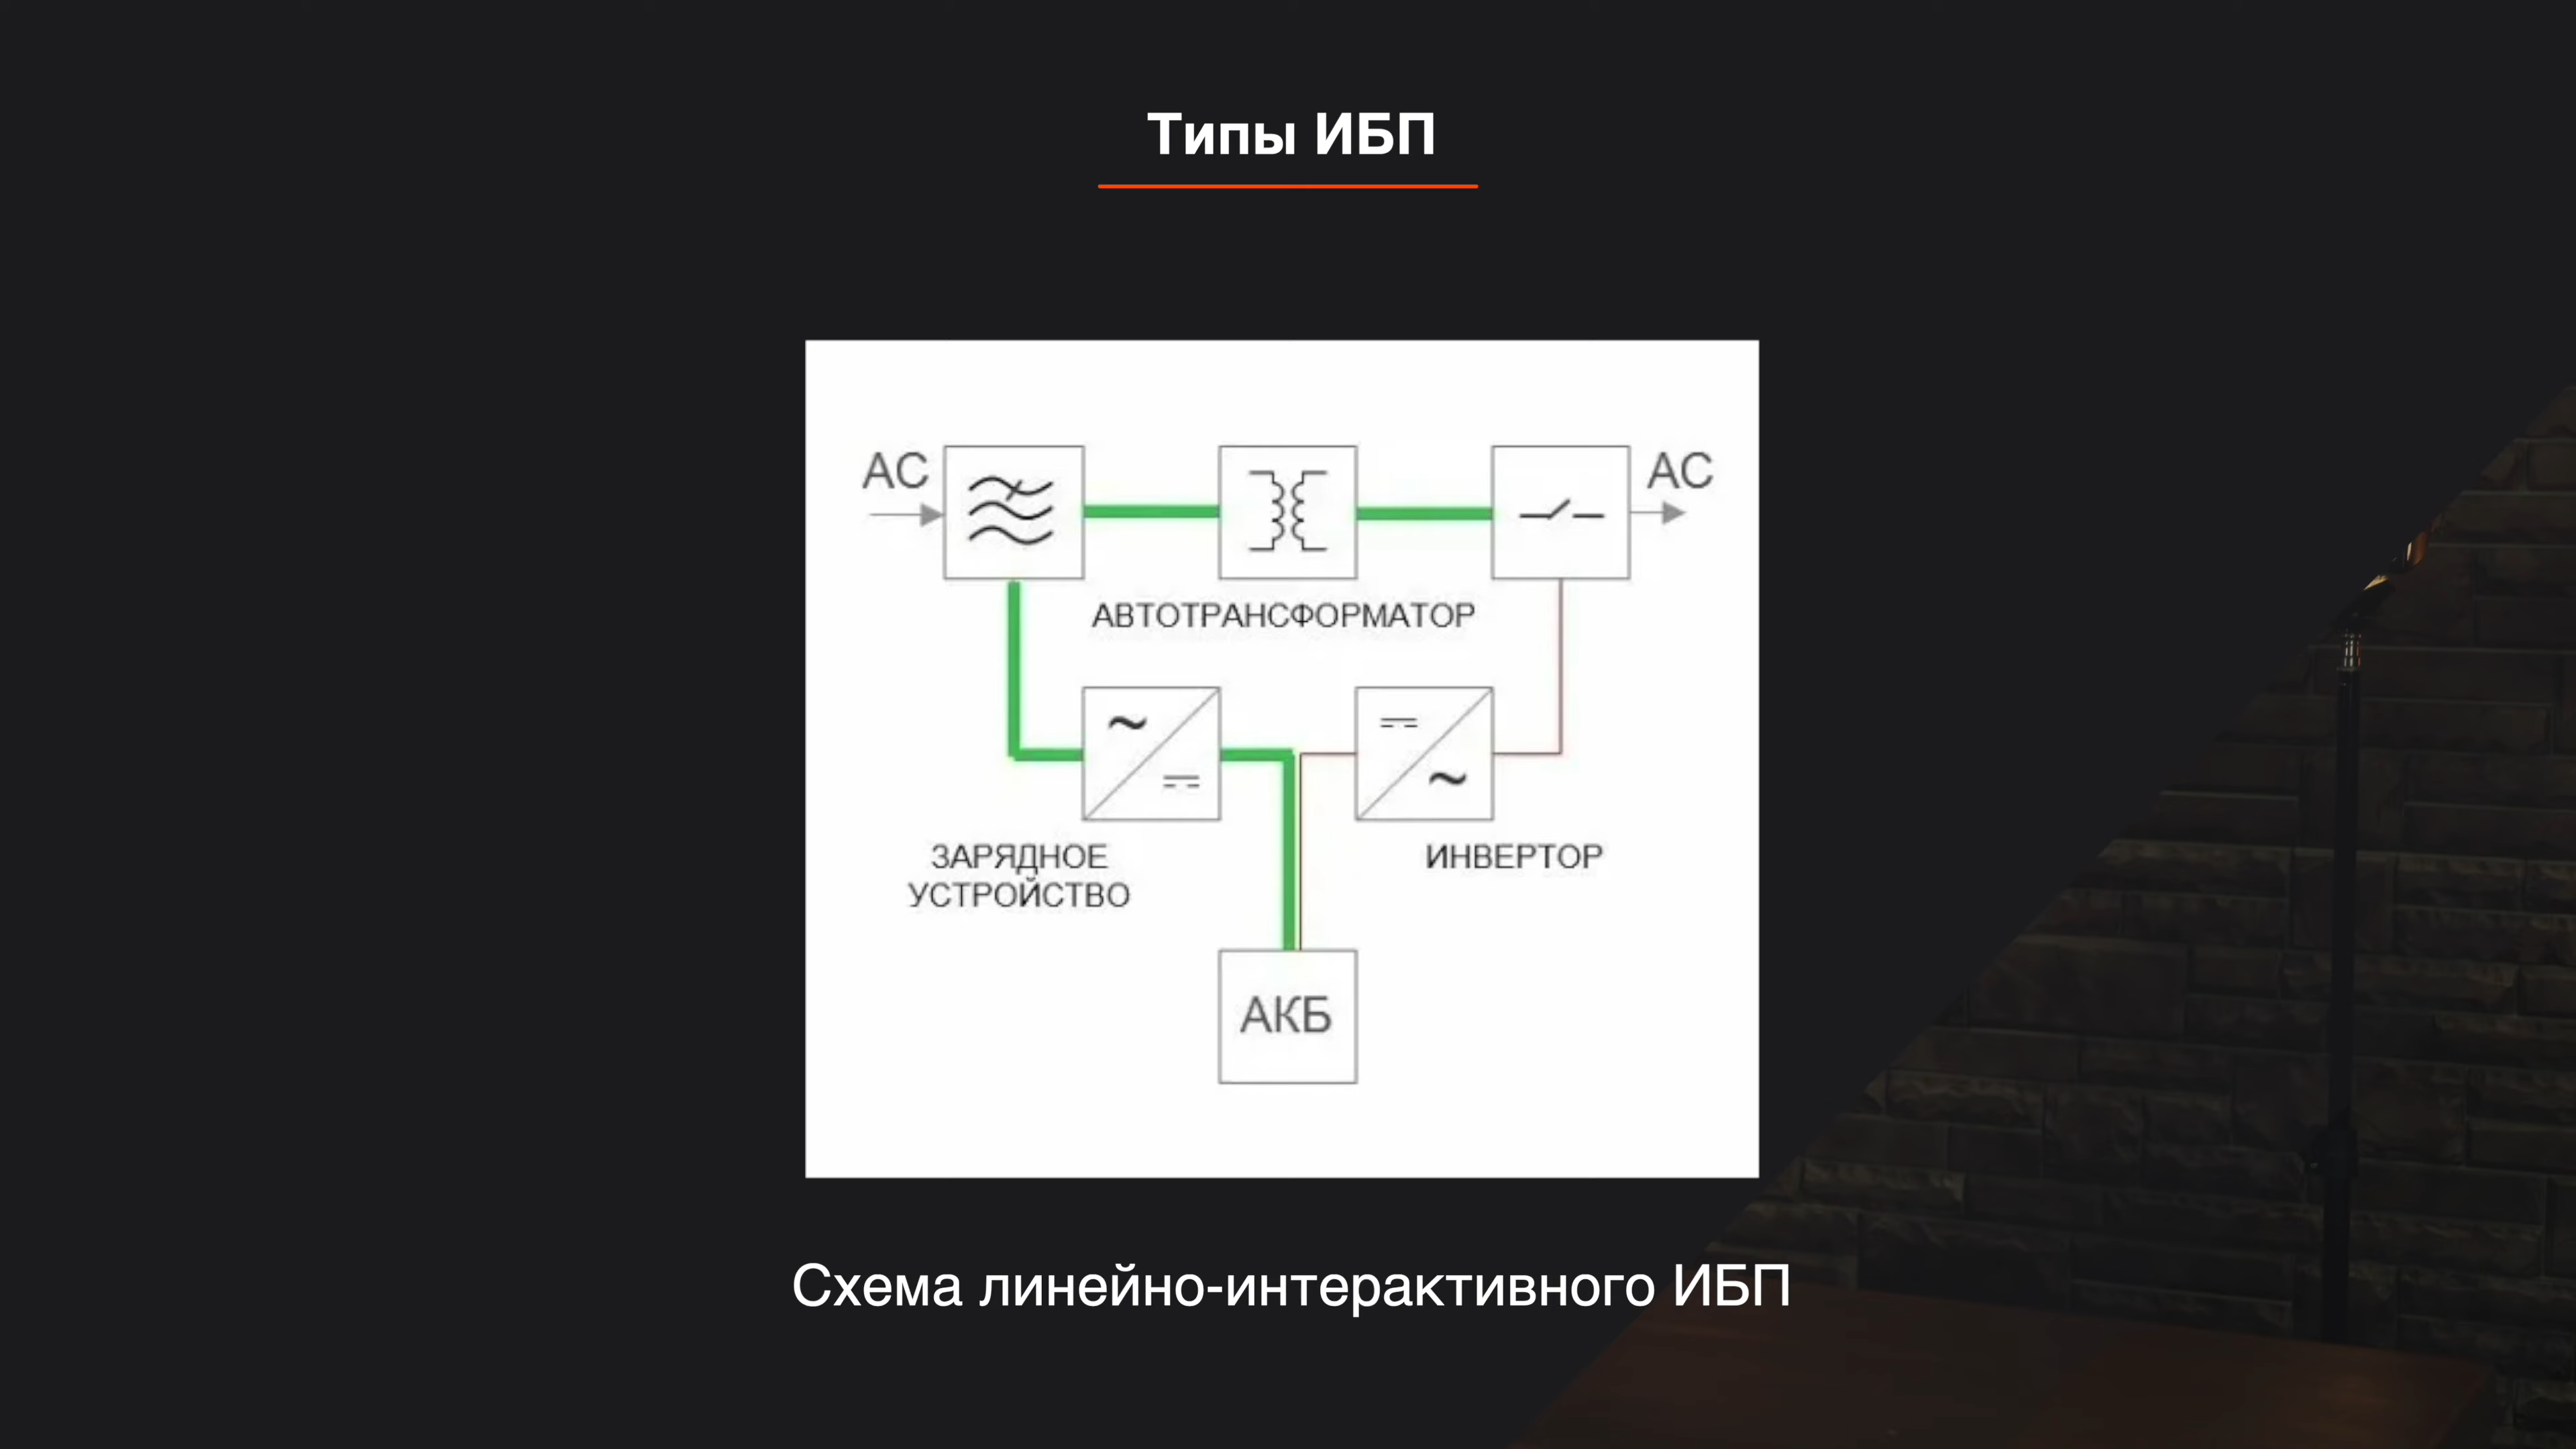 Типы ИБП
AC
AC
АВТОТРАНСФОРМАТОР
ЗАРЯДНОЕ
УСТРОЙСТВО
ИНВЕРТОР
АКБ
Схема линейно-интерактивного ИБП